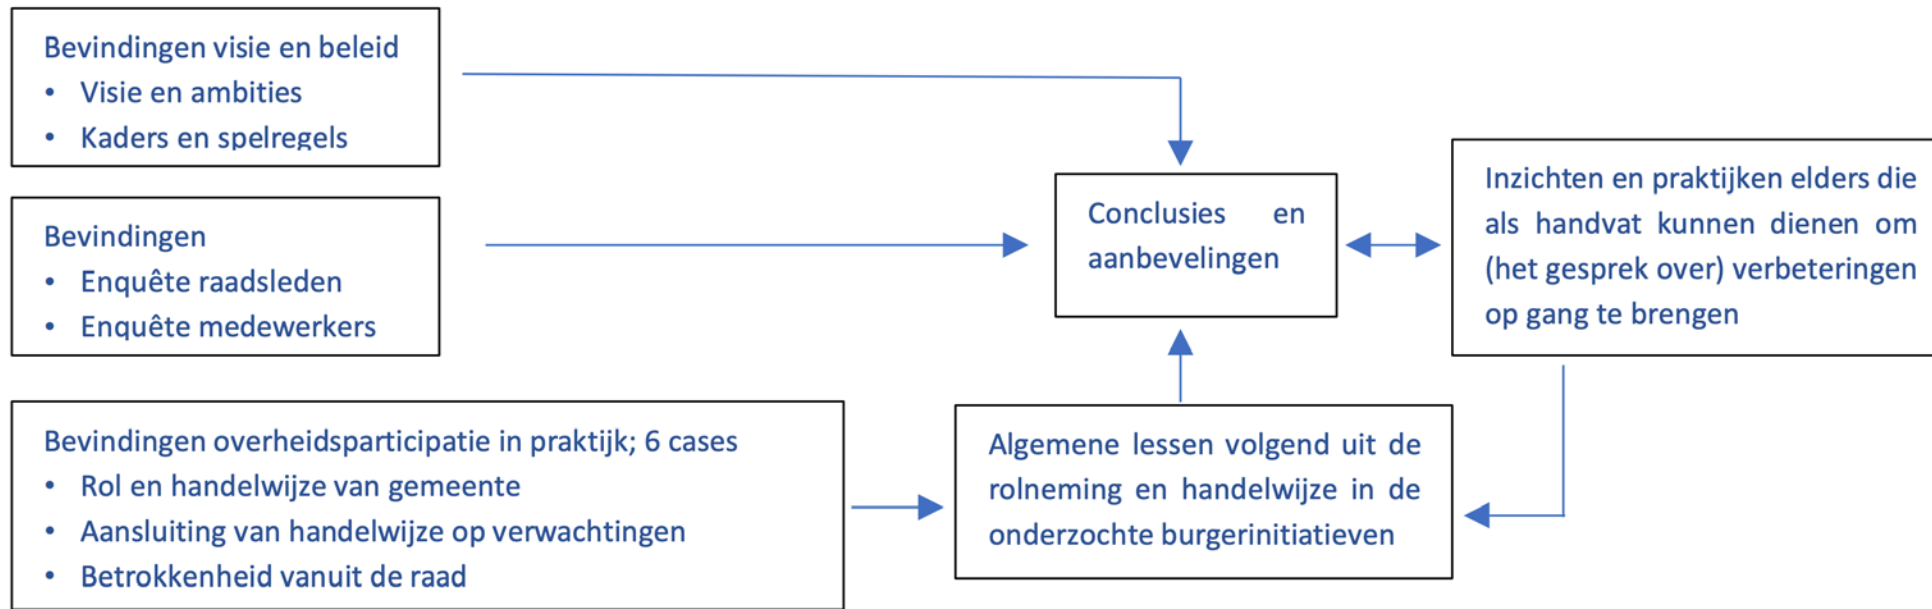 Bevindingen visie en beleid
• Visie en ambities
• Kaders en spelregels
Bevindingen
• Enquête raadsleden
• Enquête medewerkers
Bevindingen overheidsparticipatie in praktijk; 6 cases
• Rol en handelwijze van gemeente
• Aansluiting van handelwijze op verwachtingen
• Betrokkenheid vanuit de raad
Conclusies en
aanbevelingen
Algemene lessen volgend uit de
rolneming en handelwijze in de
onderzochte burgerinitiatieven
Inzichten en praktijken elders die
als handvat kunnen dienen om
(het gesprek over) verbeteringen
op gang te brengen